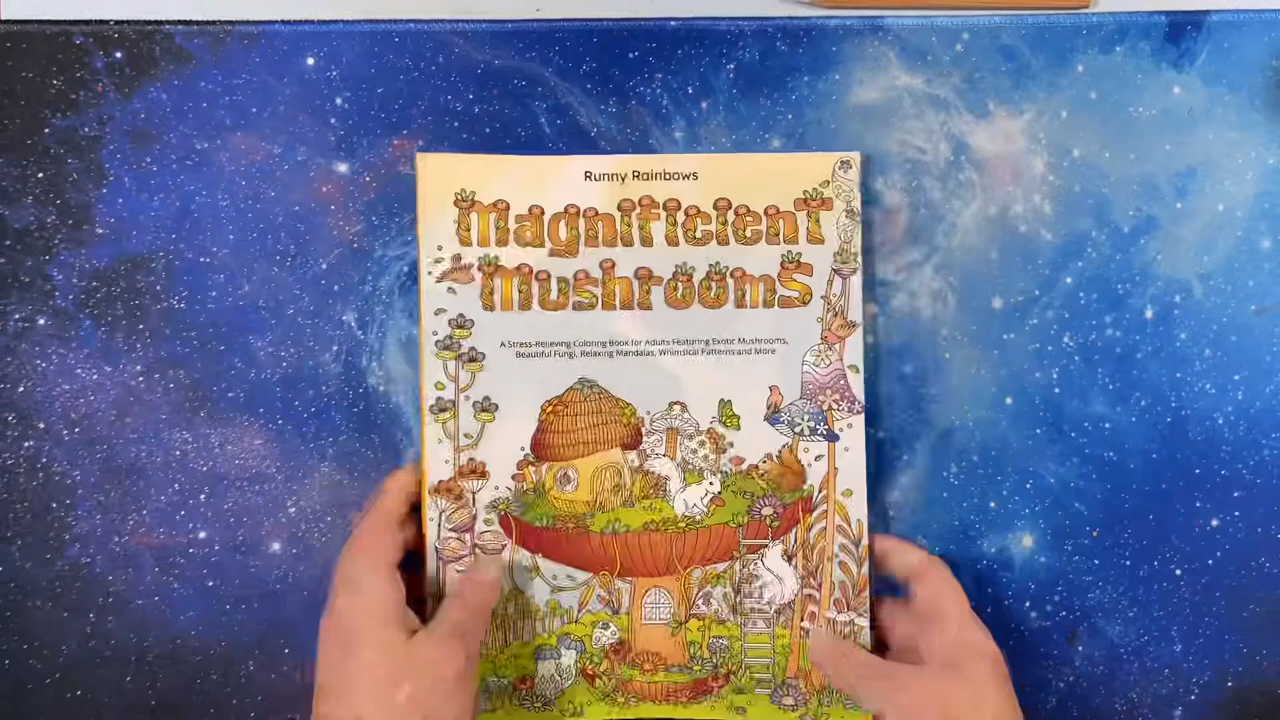 Runny Rainbows
Magnificient
Mushrooms
A Stress-Relieving Coloring Book for Adults Featuring Exotic Mushrooms,
Beautiful Fungi, Relaxing Mandalas, Whimsical Patterns and More